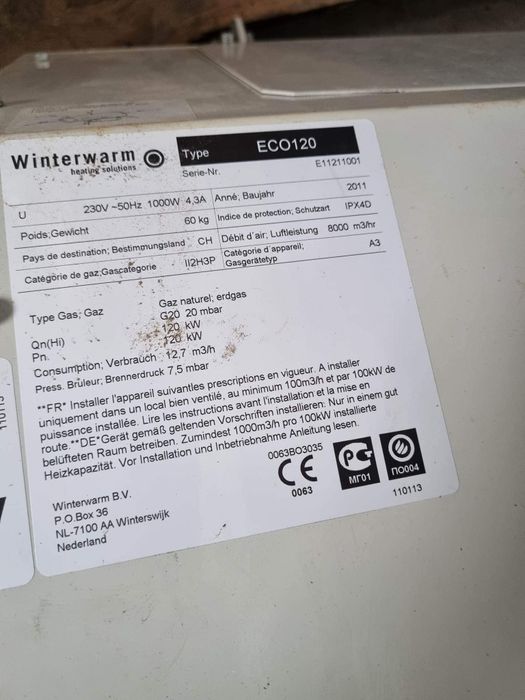 Winterwarm
heating solutions
Type ECO120
Serie-Nr. E11211001
U 230V ~50Hz 1000W 4,3A Anné; Baujahr 2011
Poids;Gewicht 60 kg Indice de protection; Schutzart IPX4D
Pays de destination; Bestimmungsland CH Débit d'air; Luftleistung 8000 m3/hr
Catégorie de gaz;Gascategorie II2H3P Catégorie d'appareil; Gasgerätetyp A3
Type Gas; Gaz Gaz naturel; erdgas
G20 20 mbar
Qn(Hi) 120 kW
Pn. 120 kW
Consumption; Verbrauch 12,7 m3/h
Press. Brûleur; Brennerdruck 7,5 mbar
**FR* Installer l'appareil suivantles prescriptions en vigueur. A installer
uniquement dans un local bien ventilé, au minimum 100m3/h et par 100kW de
puissance installée. Lire les instructions avant l'installation et la mise en
route.**DE*Gerät gemäß geltenden Vorschriften installieren: Nur in einem gut
belüfteten Raum betreiben. Zumindest 1000m3/h pro 100kW installierte
Heizkapazität. Vor Installation und Inbetriebnahme Anleitung lesen.
0063BO3035
CE
0063
РС
МГ01
ПО004
110113
Winterwarm B.V.
P.O.Box 36
NL-7100 AA Winterswijk
Nederland
110113